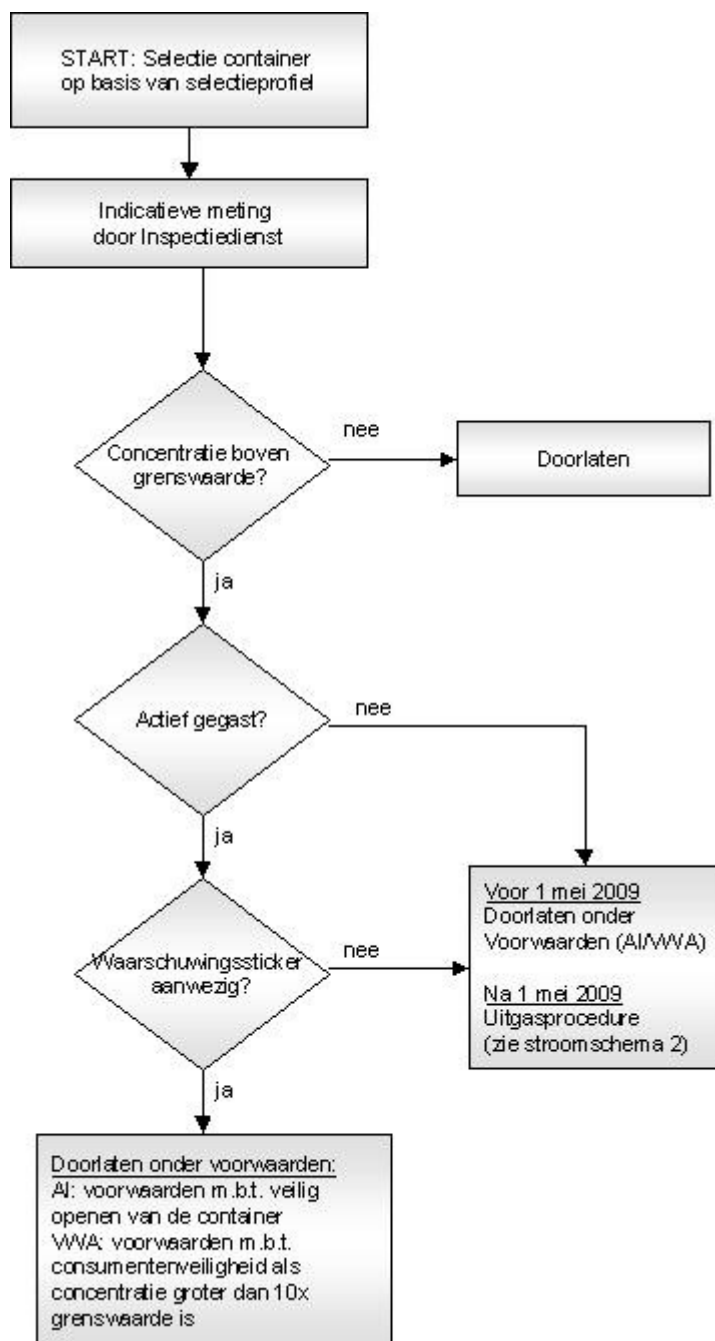 START: Selectie container
op basis van selectieprofiel
Indicatieve meting
door Inspectiedienst
Concentratie boven
grenswaarde?
nee
Doorlaten
ja
Actief gegast?
nee
ja
Waarschuwingssticker
aanwezig?
nee
Voor 1 mei 2009
Doorlaten onder
Voorwaarden (AI/VWA)
Na 1 mei 2009
Uitgasprocedure
(zie stroomschema 2)
ja
Doorlaten onder voorwaarden:
AI: voorwaarden m.b.t. veilig
openen van de container
VWA: voorwaarden m.b.t.
consumentenveiligheid als
concentratie groter dan 10x
grenswaarde is